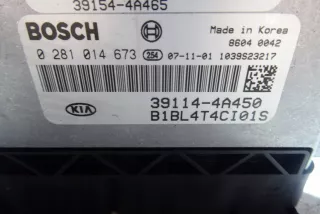 39154-4A465
BOSCH
Made in Korea
8604 0042
0 281 014 673 254 07-11-01 1039S23217
KIA
39114-4A450
B1BL4T4CI01S